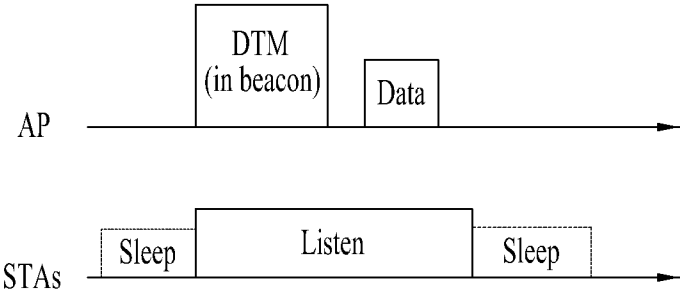 DTM
(in beacon)
Data
AP
Sleep
Listen
Sleep
STAs